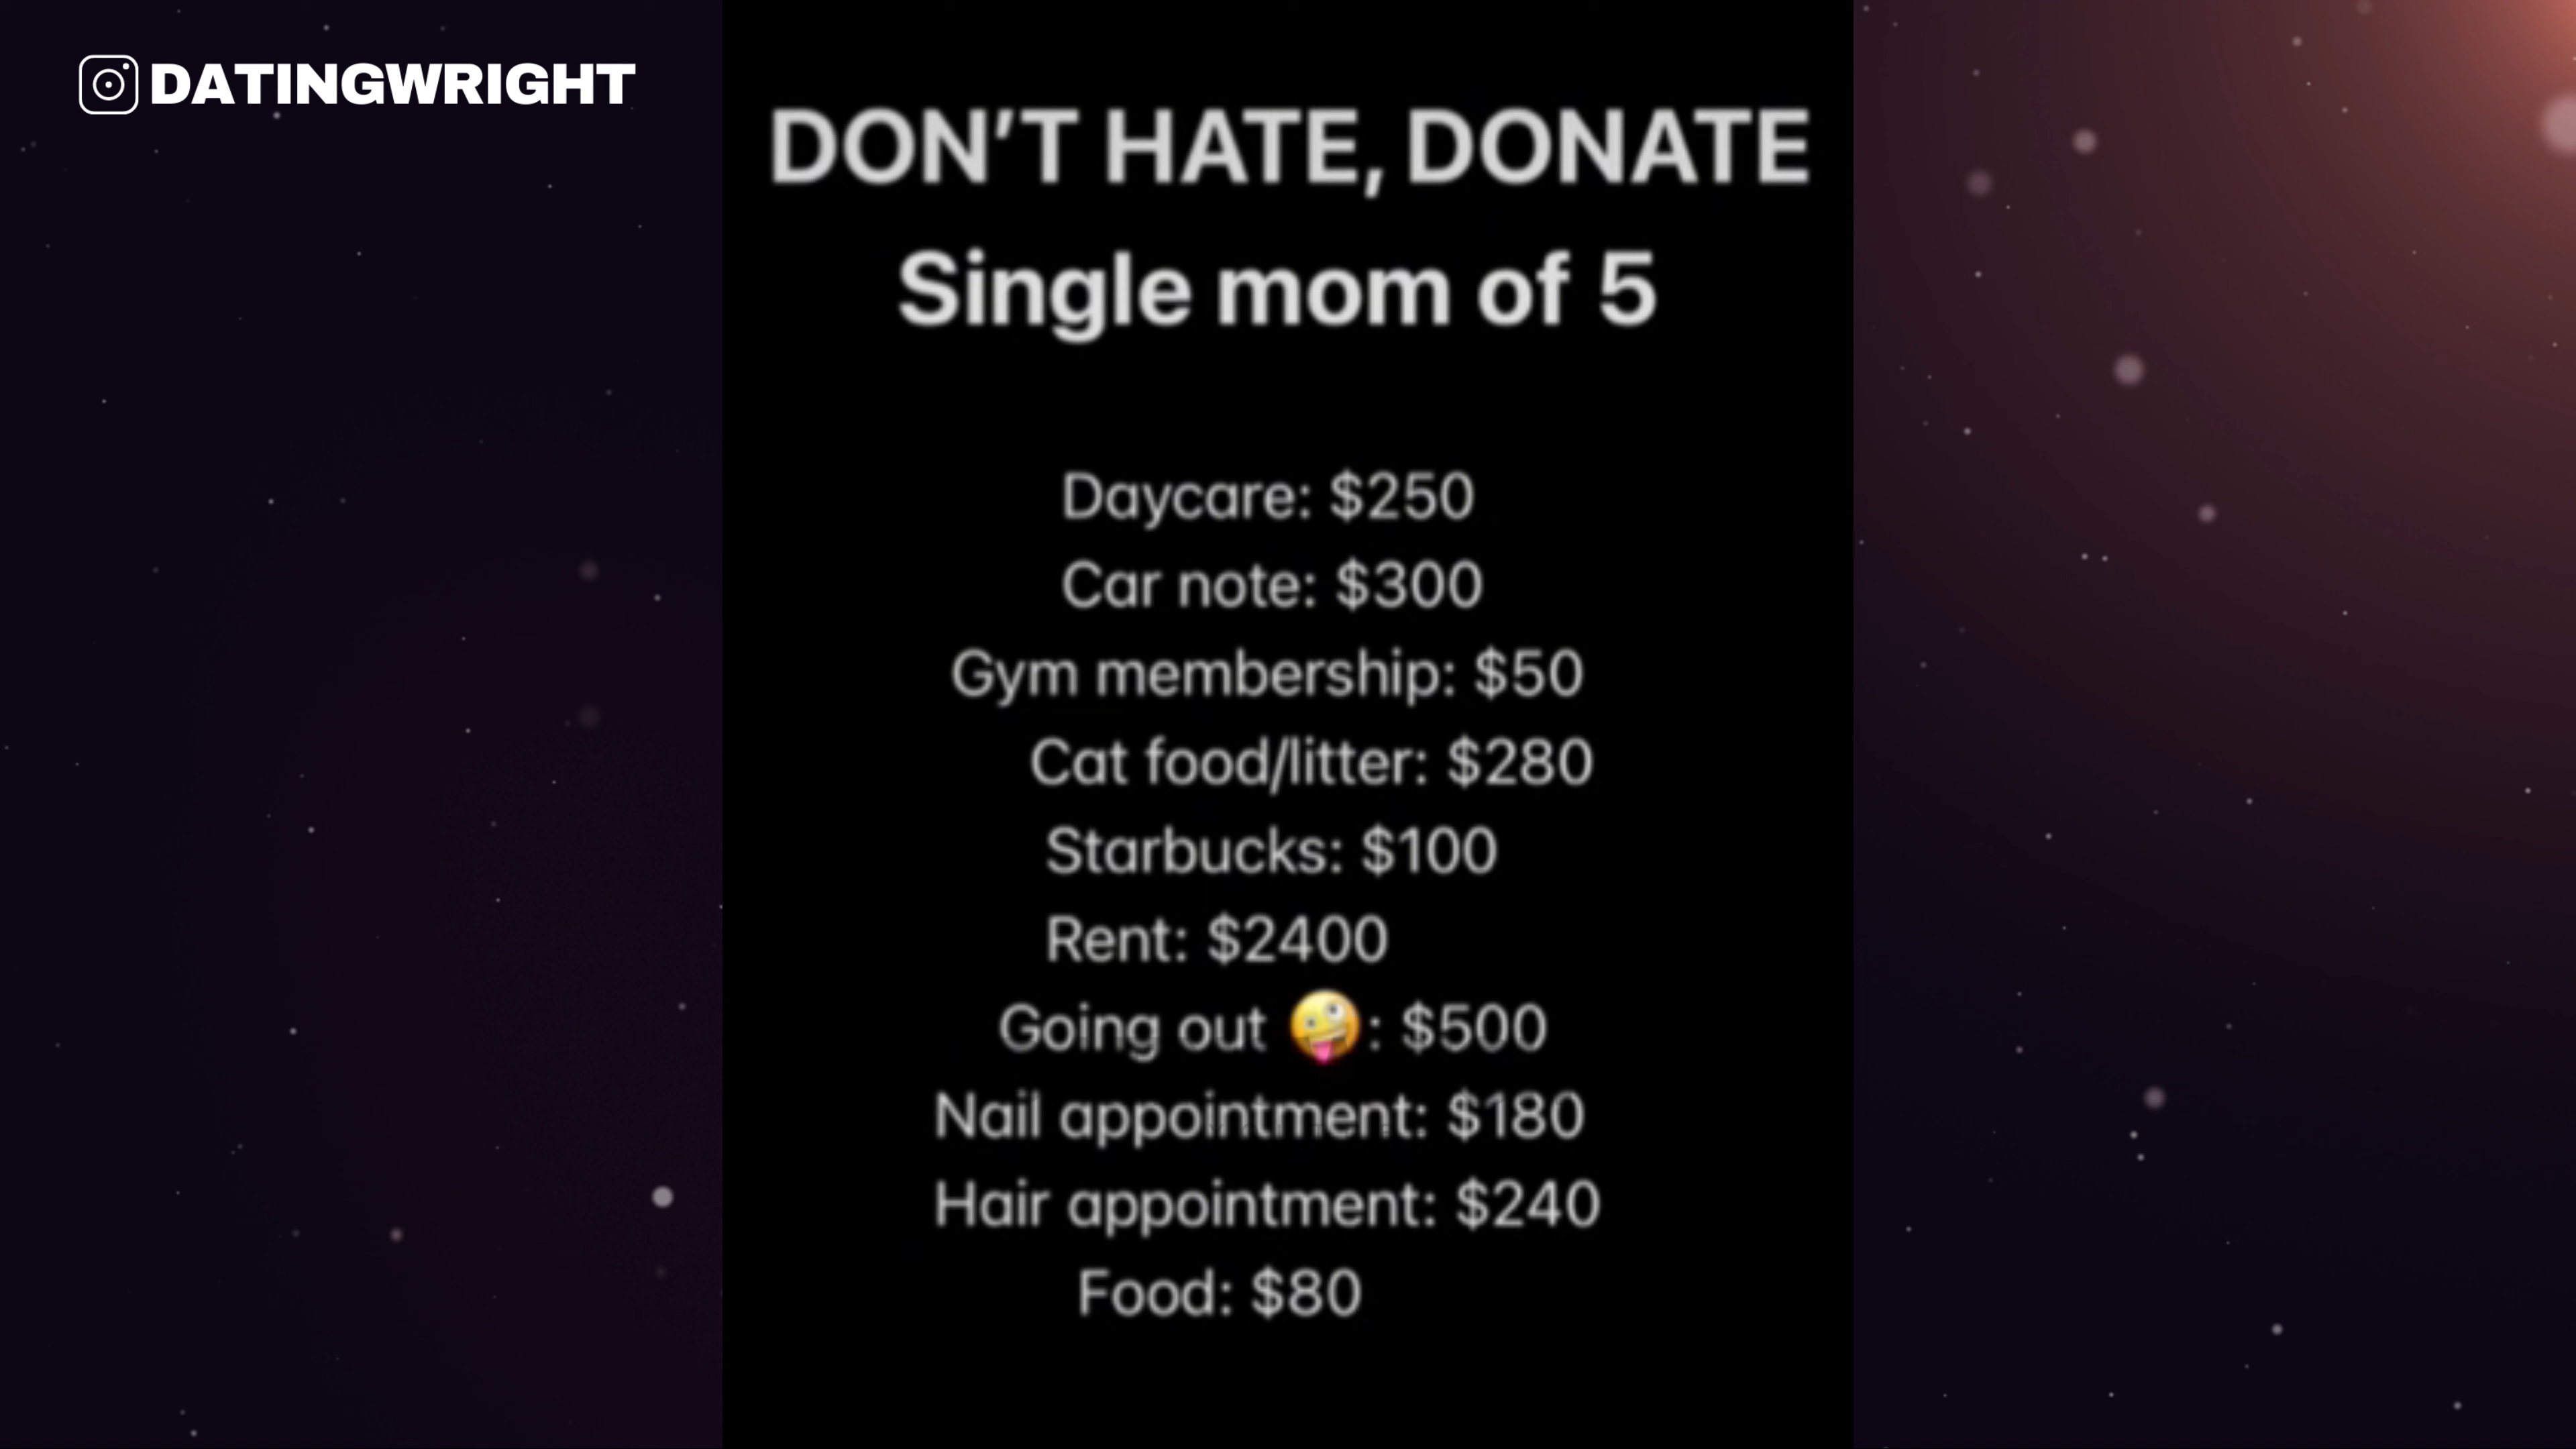 DATINGWRIGHT
DON'T HATE, DONATE
Single mom of 5
Daycare: $250
Car note: $300
Gym membership: $50
Cat food/litter: $280
Starbucks: $100
Rent: $2400
Going out 🤪: $500
Nail appointment: $180
Hair appointment: $240
Food: $80